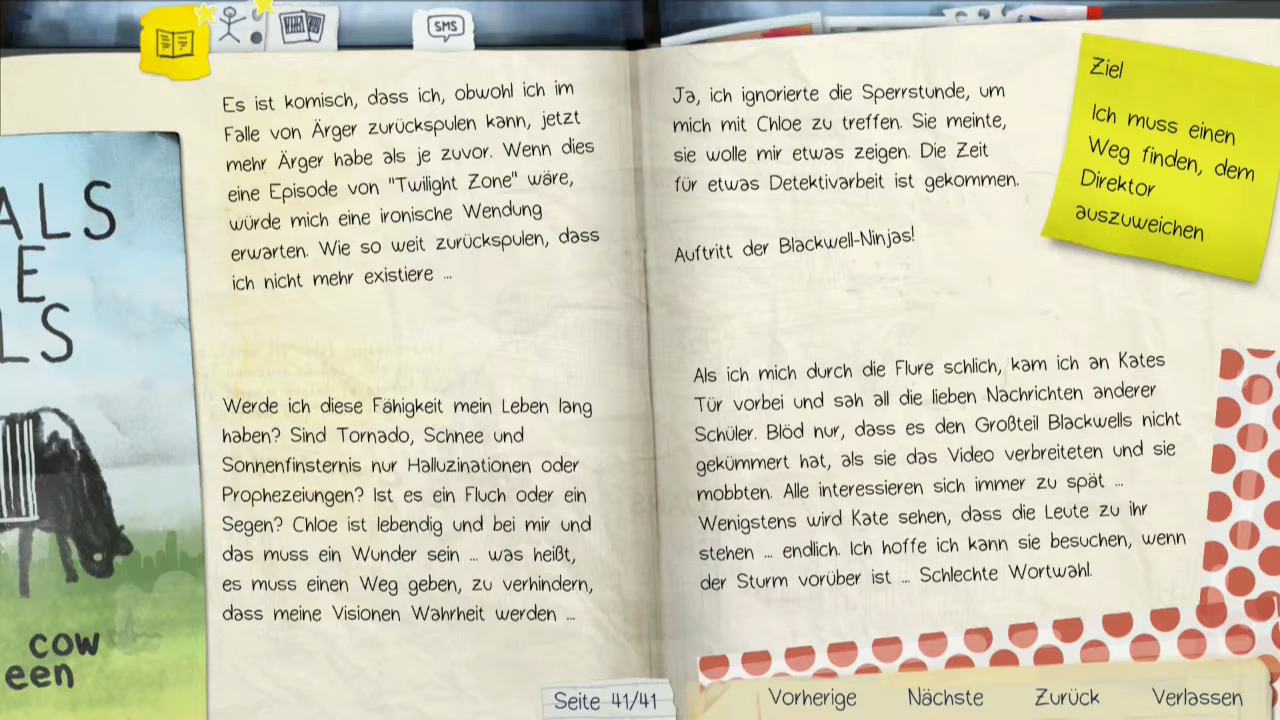 SMS
ALS
E
LS
cow
een
Es ist komisch, dass ich, obwohl ich im
Falle von Ärger zurückspulen kann, jetzt
mehr Ärger habe als je zuvor. Wenn dies
eine Episode von "Twilight Zone" wäre,
würde mich eine ironische Wendung
erwarten. Wie so weit zurückspulen, dass
ich nicht mehr existiere ...
Werde ich diese Fähigkeit mein Leben lang
haben? Sind Tornado, Schnee und
Sonnenfinsternis nur Halluzinationen oder
Prophezeiungen? Ist es ein Fluch oder ein
Segen? Chloe ist lebendig und bei mir und
das muss ein Wunder sein ... was heißt,
es muss einen Weg geben, zu verhindern,
dass meine Visionen Wahrheit werden ...
Ja, ich ignorierte die Sperrstunde, um
mich mit Chloe zu treffen. Sie meinte,
sie wolle mir etwas zeigen. Die Zeit
für etwas Detektivarbeit ist gekommen.
Auftritt der Blackwell-Ninjas!
Als ich mich durch die Flure schlich, kam ich an Kates
Tür vorbei und sah all die lieben Nachrichten anderer
Schüler. Blöd nur, dass es den Großteil Blackwells nicht
gekümmert hat, als sie das Video verbreiteten und sie
mobbten. Alle interessieren sich immer zu spät ...
Wenigstens wird Kate sehen, dass die Leute zu ihr
stehen ... endlich. Ich hoffe ich kann sie besuchen, wenn
der Sturm vorüber ist ... Schlechte Wortwahl.
Ziel
Ich muss einen
Weg finden, dem
Direktor
auszuweichen
Seite 41/41
Vorherige Nächste Zurück Verlassen